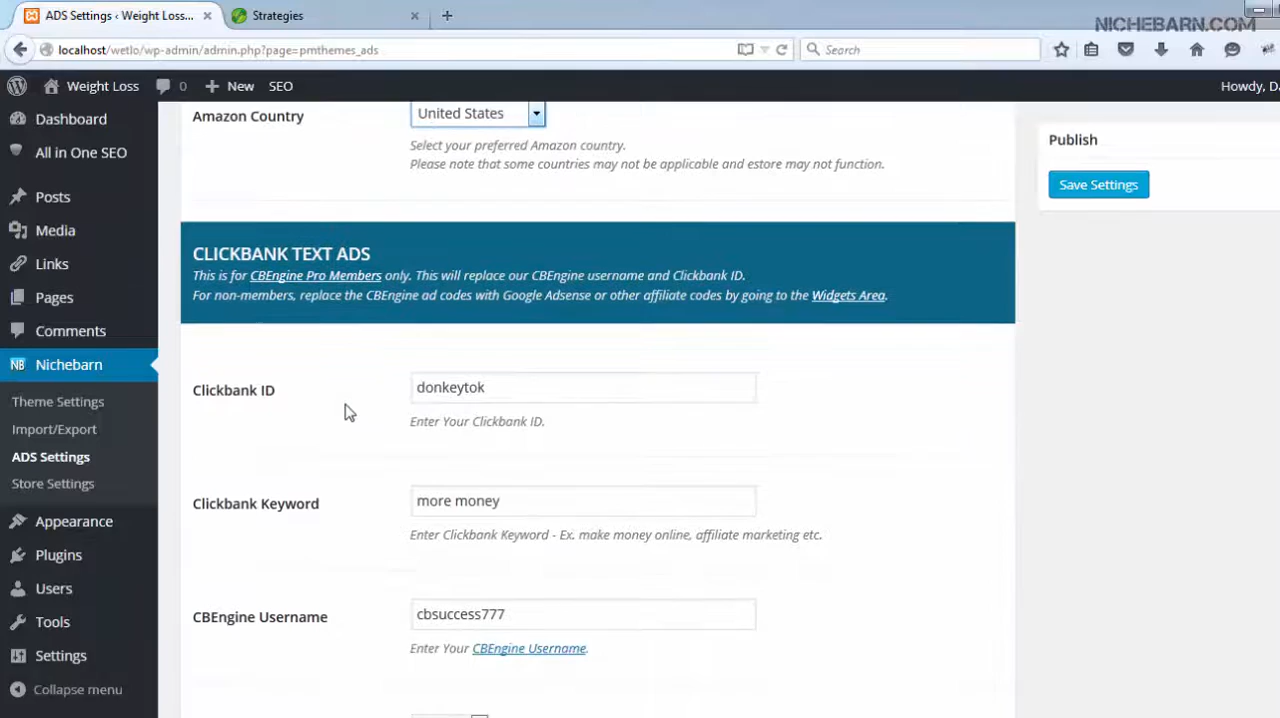 ADS Settings ‹ Weight Loss...
Strategies
NICHEBARN.COM
localhost/wetlo/wp-admin/admin.php?page=pmthemes_ads
Search
Weight Loss
0
New
SEO
Howdy, Da
Dashboard
All in One SEO
Posts
Media
Links
Pages
Comments
NB Nichebarn
Theme Settings
Import/Export
ADS Settings
Store Settings
Appearance
Plugins
Users
Tools
Settings
Collapse menu
Amazon Country
United States
Select your preferred Amazon country.
Please note that some countries may not be applicable and estore may not function.
CLICKBANK TEXT ADS
This is for CBEngine Pro Members only. This will replace our CBEngine username and Clickbank ID.
For non-members, replace the CBEngine ad codes with Google Adsense or other affiliate codes by going to the Widgets Area.
Clickbank ID
donkeytok
Enter Your Clickbank ID.
Clickbank Keyword
more money
Enter Clickbank Keyword - Ex. make money online, affiliate marketing etc.
CBEngine Username
cbsuccess777
Enter Your CBEngine Username.
Publish
Save Settings